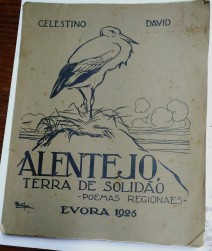 CELESTINO DAVID
ALENTEJO,
TERRA DE SOLIDÃO
-POEMAS REGIONAES-
EVORA 1926